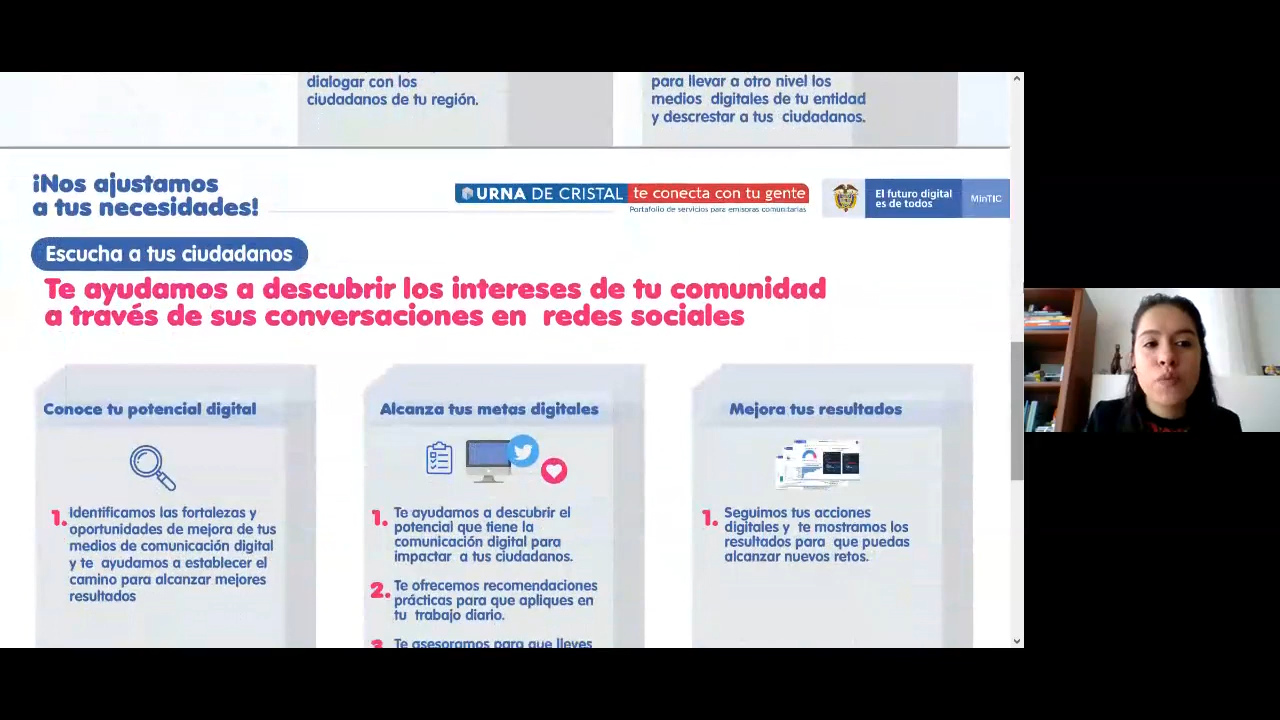 dialogar con los
ciudadanos de tu región.
para llevar a otro nivel los
medios digitales de tu entidad
y descrestar a tus ciudadanos.
¡Nos ajustamos
a tus necesidades!
URNA DE CRISTAL te conecta con tu gente
Portafolio de servicios para emisoras comunitarias
El futuro digital
es de todos
MinTIC
Escucha a tus ciudadanos
Te ayudamos a descubrir los intereses de tu comunidad
a través de sus conversaciones en redes sociales
Conoce tu potencial digital
1. Identificamos las fortalezas y
oportunidades de mejora de tus
medios de comunicación digital
y te ayudamos a establecer el
camino para alcanzar mejores
resultados
Alcanza tus metas digitales
1. Te ayudamos a descubrir el
potencial que tiene la
comunicación digital para
impactar a tus ciudadanos.
2. Te ofrecemos recomendaciones
prácticas para que apliques en
tu trabajo diario.
3. Te asesoramos para que lleves
Mejora tus resultados
1. Seguimos tus acciones
digitales y te mostramos los
resultados para que puedas
alcanzar nuevos retos.